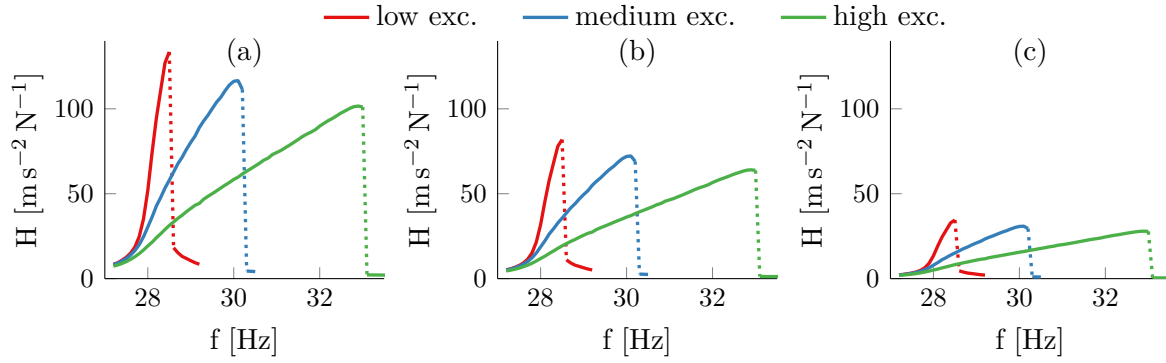 low exc. medium exc. high exc.
(a) (b) (c)
H [m s⁻² N⁻¹] H [m s⁻² N⁻¹] H [m s⁻² N⁻¹]
100 100 100
50 50 50
0 0 0
28 30 32 28 30 32 28 30 32
f [Hz] f [Hz] f [Hz]